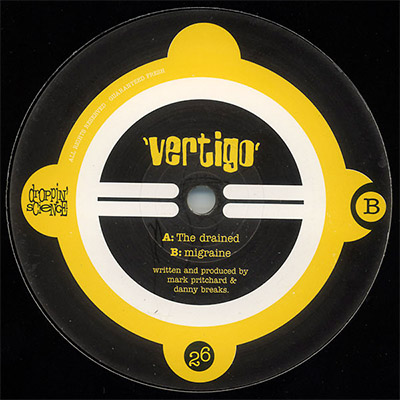 ALL RIGHTS RESERVED GUARANTEED FRESH
'vertigo'
droppin'
science
B
A: The drained
B: migraine
written and produced by
mark pritchard &
danny breaks.
26